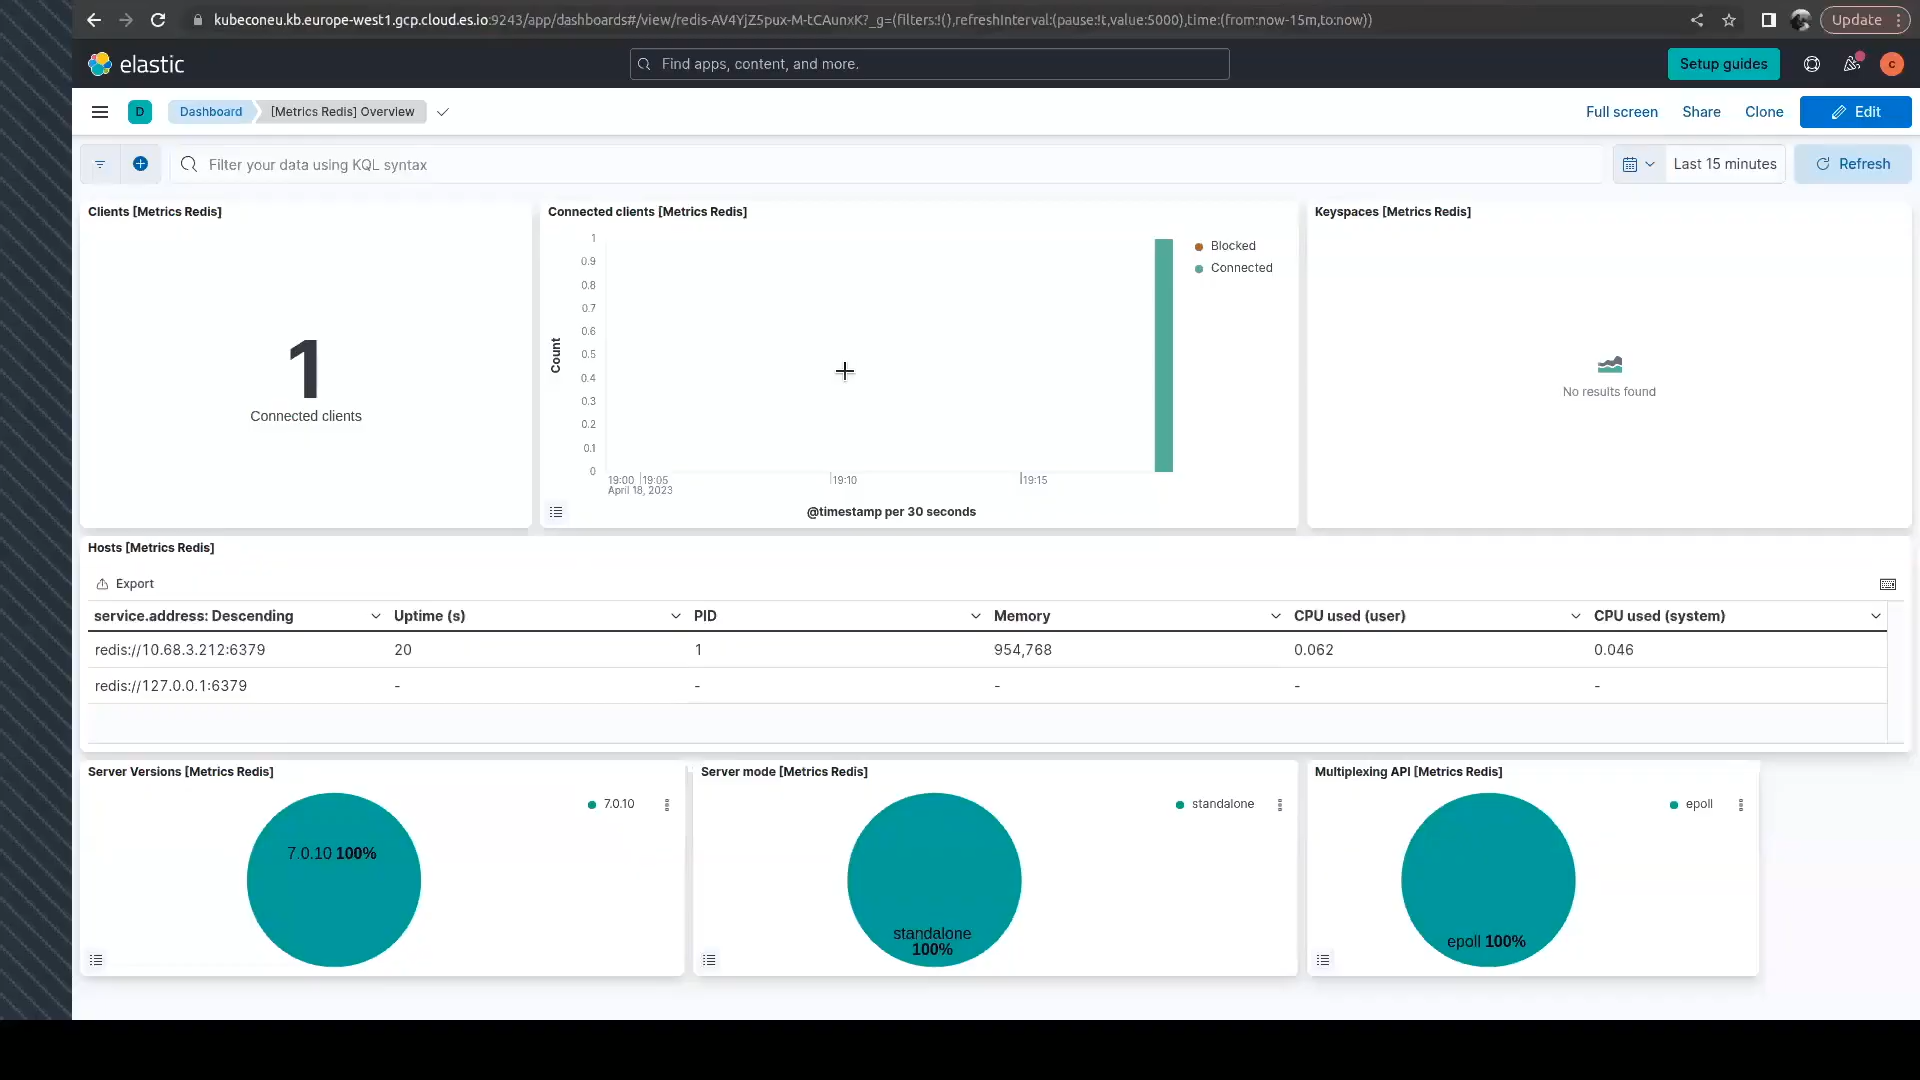 kubeconeu.kb.europe-west1.gcp.cloud.es.io:9243/app/dashboards#/view/redis-AV4YjZ5pux-M-tCAunxK?_g=(filters:!(),refreshInterval:(pause:!t,value:5000),time:(from:now-15m,to:now))
Update
elastic
Find apps, content, and more.
Setup guides
c
D
Dashboard
[Metrics Redis] Overview
Full screen
Share
Clone
Edit
Filter your data using KQL syntax
Last 15 minutes
Refresh
Clients [Metrics Redis]
1
Connected clients
Connected clients [Metrics Redis]
Count
1
0.9
0.8
0.7
0.6
0.5
0.4
0.3
0.2
0.1
0
19:00
19:05
19:10
19:15
April 18, 2023
@timestamp per 30 seconds
Blocked
Connected
Keyspaces [Metrics Redis]
No results found
Hosts [Metrics Redis]
Export
service.address: Descending Uptime (s) PID Memory CPU used (user) CPU used (system)
redis://10.68.3.212:6379 20 1 954,768 0.062 0.046
redis://127.0.0.1:6379 - - - - -
Server Versions [Metrics Redis]
7.0.10
7.0.10 100%
Server mode [Metrics Redis]
standalone
standalone
100%
Multiplexing API [Metrics Redis]
epoll
epoll 100%